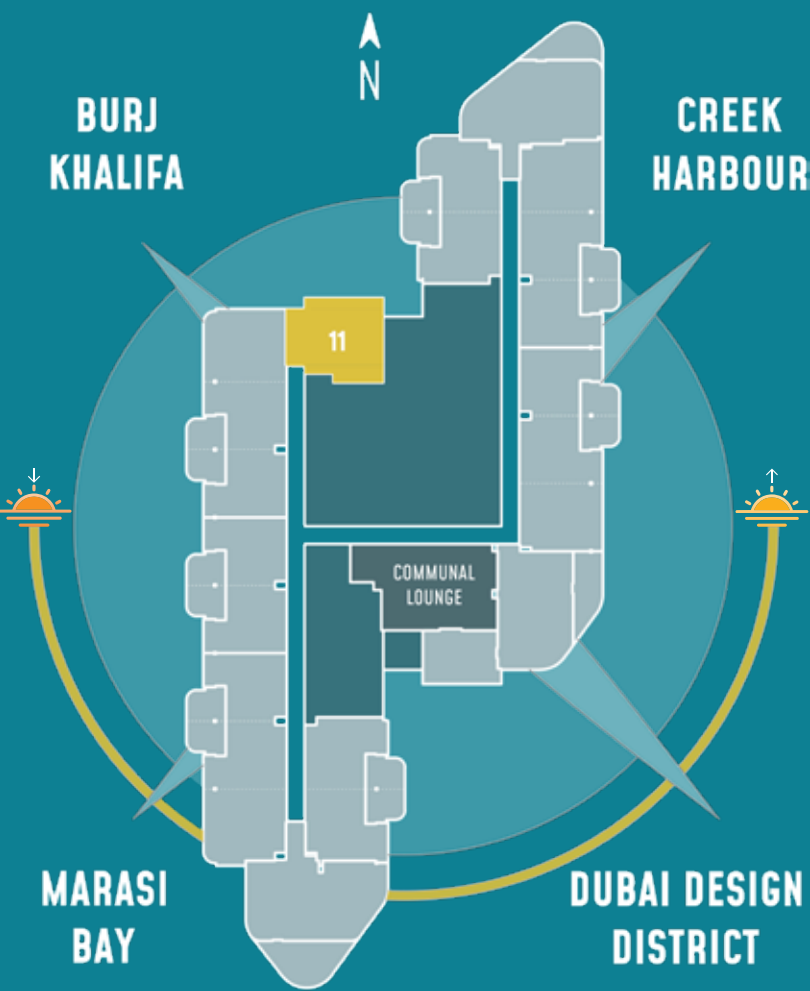 N
BURJ
KHALIFA
CREEK
HARBOUR
11
COMMUNAL
LOUNGE
MARASI
BAY
DUBAI DESIGN
DISTRICT